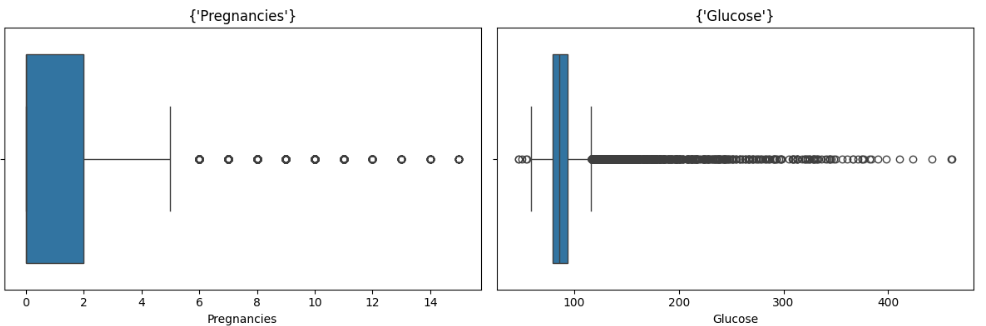 {'Pregnancies'}
0 2 4 6 8 10 12 14
Pregnancies
{'Glucose'}
100 200 300 400
Glucose